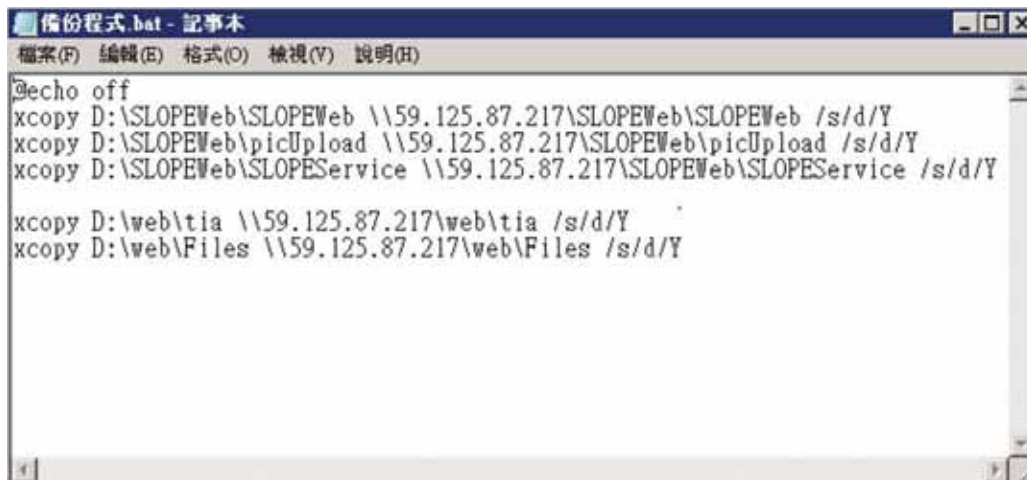 備份程式.bat - 記事本
檔案(F) 編輯(E) 格式(O) 檢視(V) 說明(H)
@echo off
xcopy D:\SLOPEWeb\SLOPEWeb \\59.125.87.217\SLOPEWeb\SLOPEWeb /s/d/Y
xcopy D:\SLOPEWeb\picUpload \\59.125.87.217\SLOPEWeb\picUpload /s/d/Y
xcopy D:\SLOPEWeb\SLOPEService \\59.125.87.217\SLOPEWeb\SLOPEService /s/d/Y
xcopy D:\web\tia \\59.125.87.217\web\tia /s/d/Y
xcopy D:\web\Files \\59.125.87.217\web\Files /s/d/Y